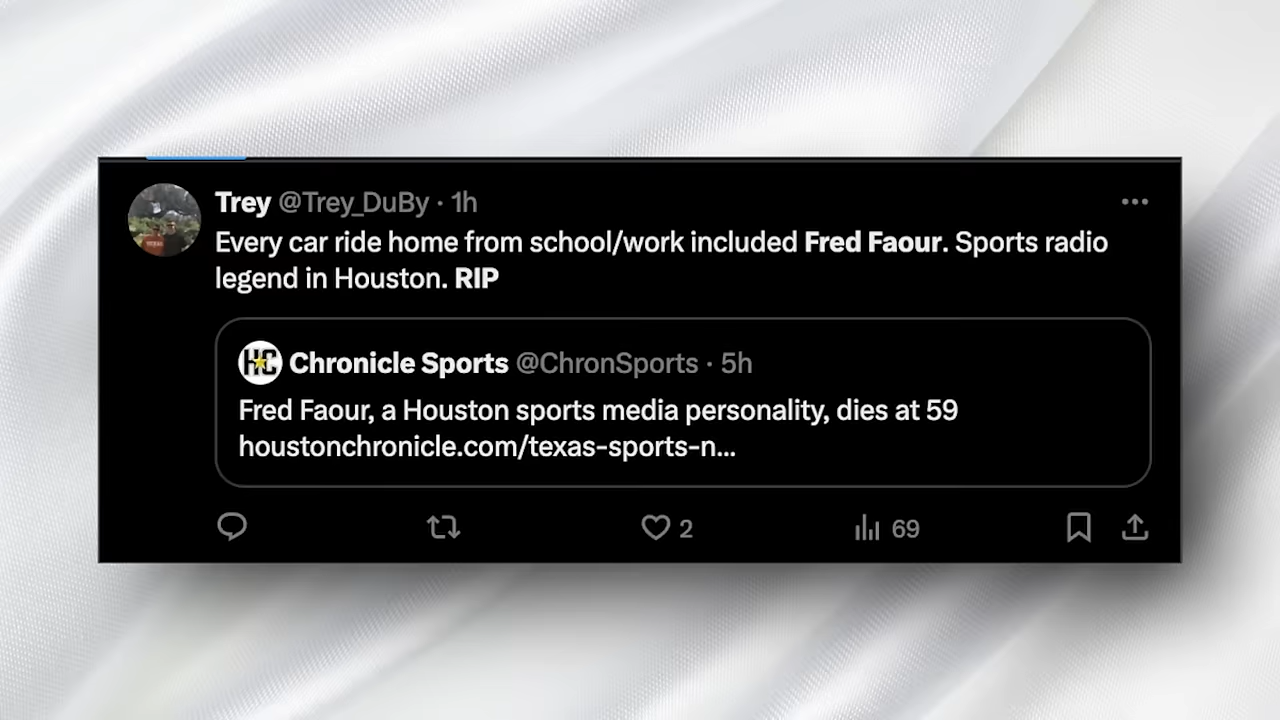 Trey @Trey_DuBy · 1h
Every car ride home from school/work included Fred Faour. Sports radio
legend in Houston. RIP
HC Chronicle Sports @ChronSports · 5h
Fred Faour, a Houston sports media personality, dies at 59
houstonchronicle.com/texas-sports-n...
2 69